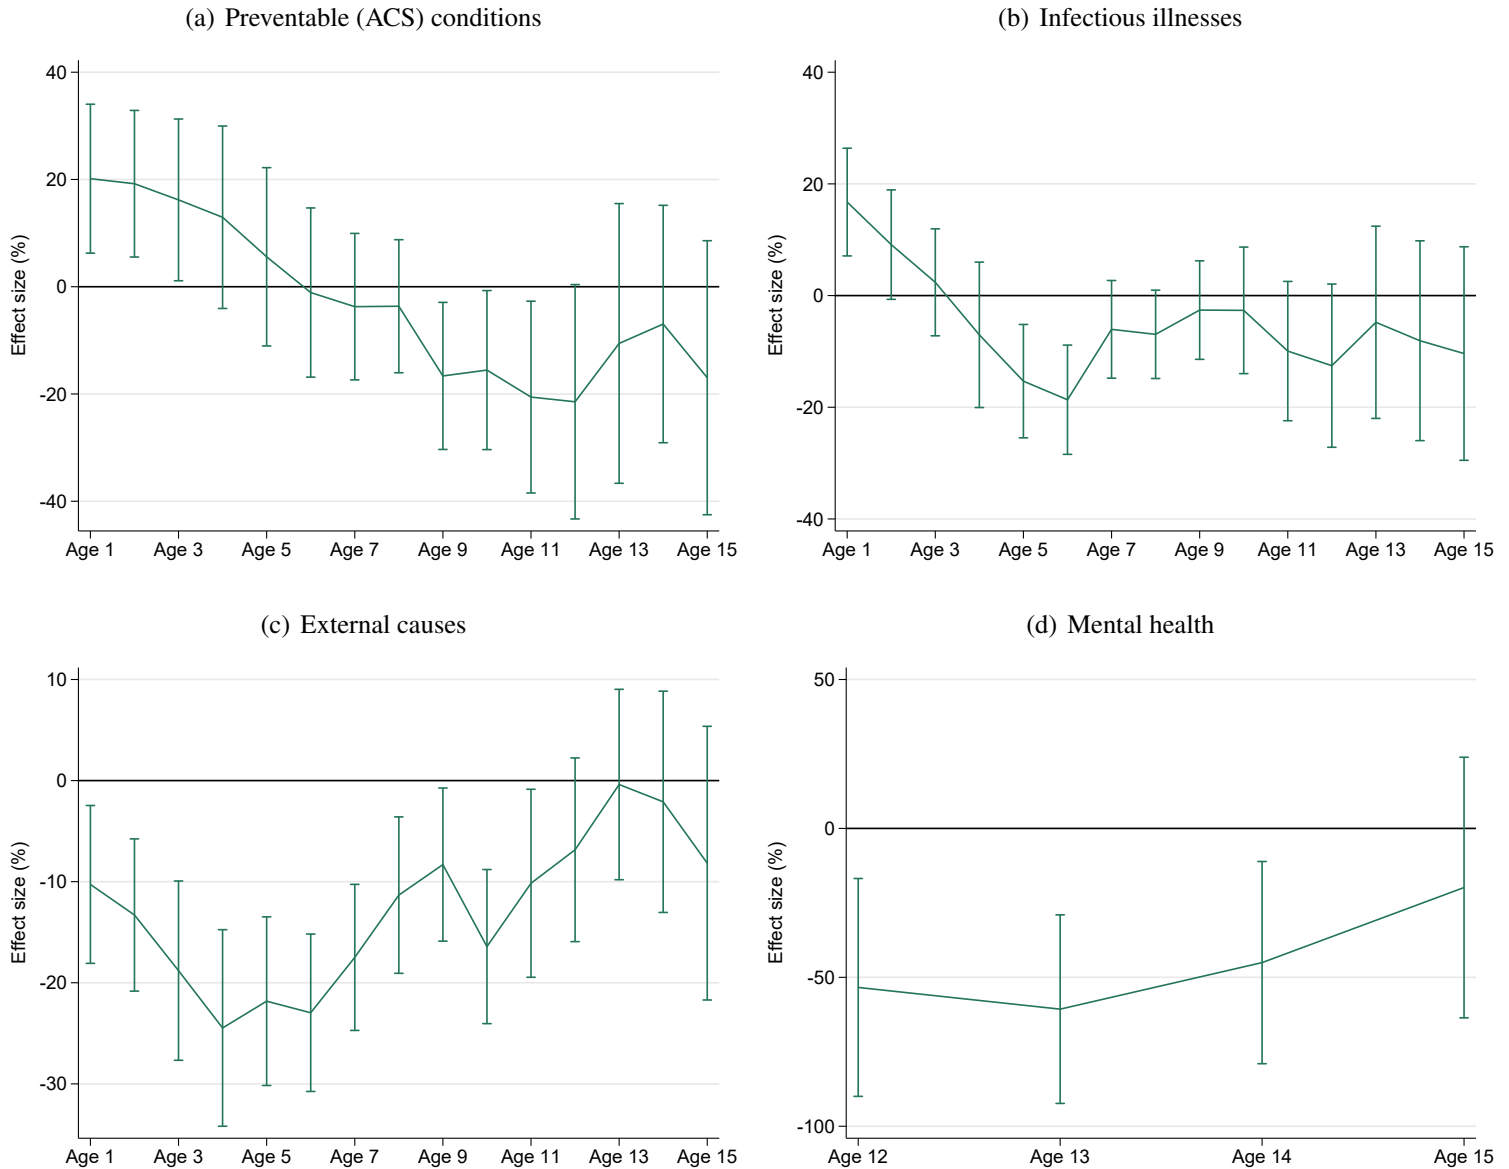 (a) Preventable (ACS) conditions
40
20
0
-20
-40
Effect size (%)
Age 1 Age 3 Age 5 Age 7 Age 9 Age 11 Age 13 Age 15
(b) Infectious illnesses
40
20
0
-20
-40
Effect size (%)
Age 1 Age 3 Age 5 Age 7 Age 9 Age 11 Age 13 Age 15
(c) External causes
10
0
-10
-20
-30
Effect size (%)
Age 1 Age 3 Age 5 Age 7 Age 9 Age 11 Age 13 Age 15
(d) Mental health
50
0
-50
-100
Effect size (%)
Age 12 Age 13 Age 14 Age 15